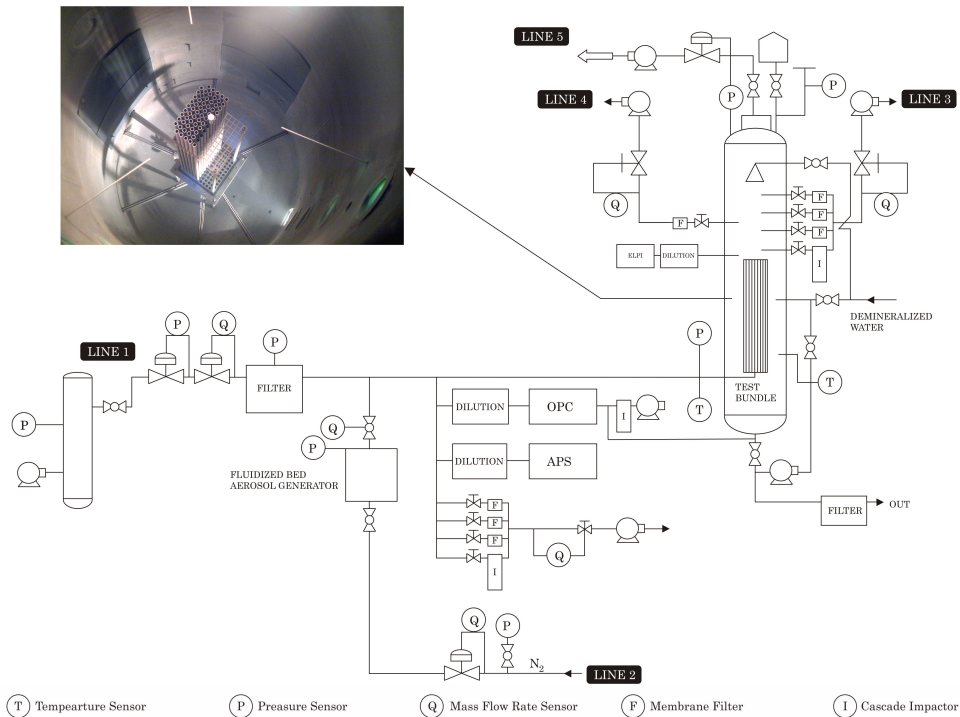 LINE 5
P
P
LINE 4
LINE 3
Q
Q
F
F
F
F
I
ELPI
DILUTION
DEMINERALIZED
WATER
P
Q
LINE 1
P
P
FILTER
T
TEST
BUNDLE
P
T
DILUTION
OPC
I
Q
P
FLUIDIZED BED
AEROSOL GENERATOR
DILUTION
APS
F
F
F
I
Q
FILTER
OUT
Q
P
N2
LINE 2
T Tempearture Sensor
P Preasure Sensor
Q Mass Flow Rate Sensor
F Membrane Filter
I Cascade Impactor